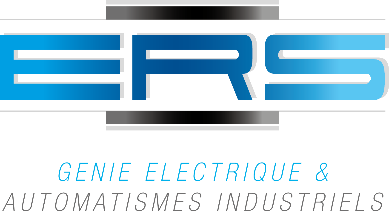 ERS
GENIE ELECTRIQUE &
AUTOMATISMES INDUSTRIELS